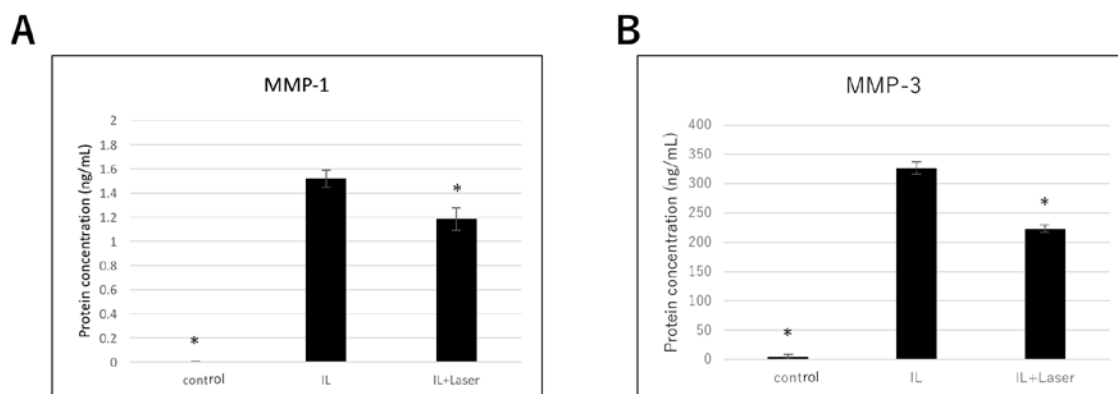 A
MMP-1
Protein concentration (ng/mL)
2
1.8
1.6
1.4
1.2
1
0.8
0.6
0.4
0.2
0
*
*
control
IL
IL+Laser
B
MMP-3
Protein concentration (ng/mL)
400
350
300
250
200
150
100
50
0
*
*
control
IL
IL+Laser